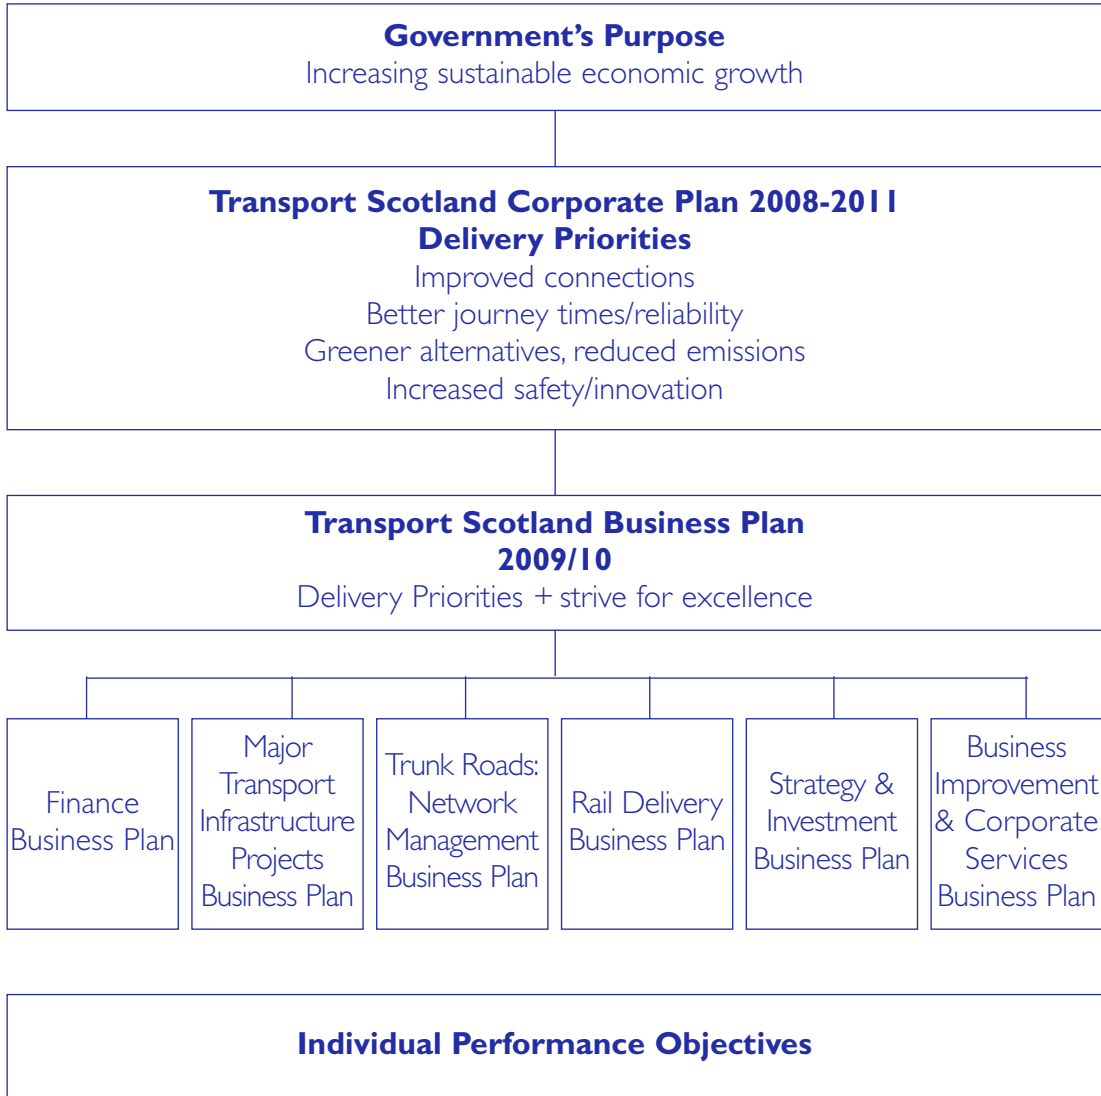 Government’s Purpose
Increasing sustainable economic growth
Transport Scotland Corporate Plan 2008-2011
Delivery Priorities
Improved connections
Better journey times/reliability
Greener alternatives, reduced emissions
Increased safety/innovation
Transport Scotland Business Plan
2009/10
Delivery Priorities + strive for excellence
Finance
Business Plan
Major
Transport
Infrastructure
Projects
Business Plan
Trunk Roads:
Network
Management
Business Plan
Rail Delivery
Business Plan
Strategy &
Investment
Business Plan
Business
Improvement
& Corporate
Services
Business Plan
Individual Performance Objectives